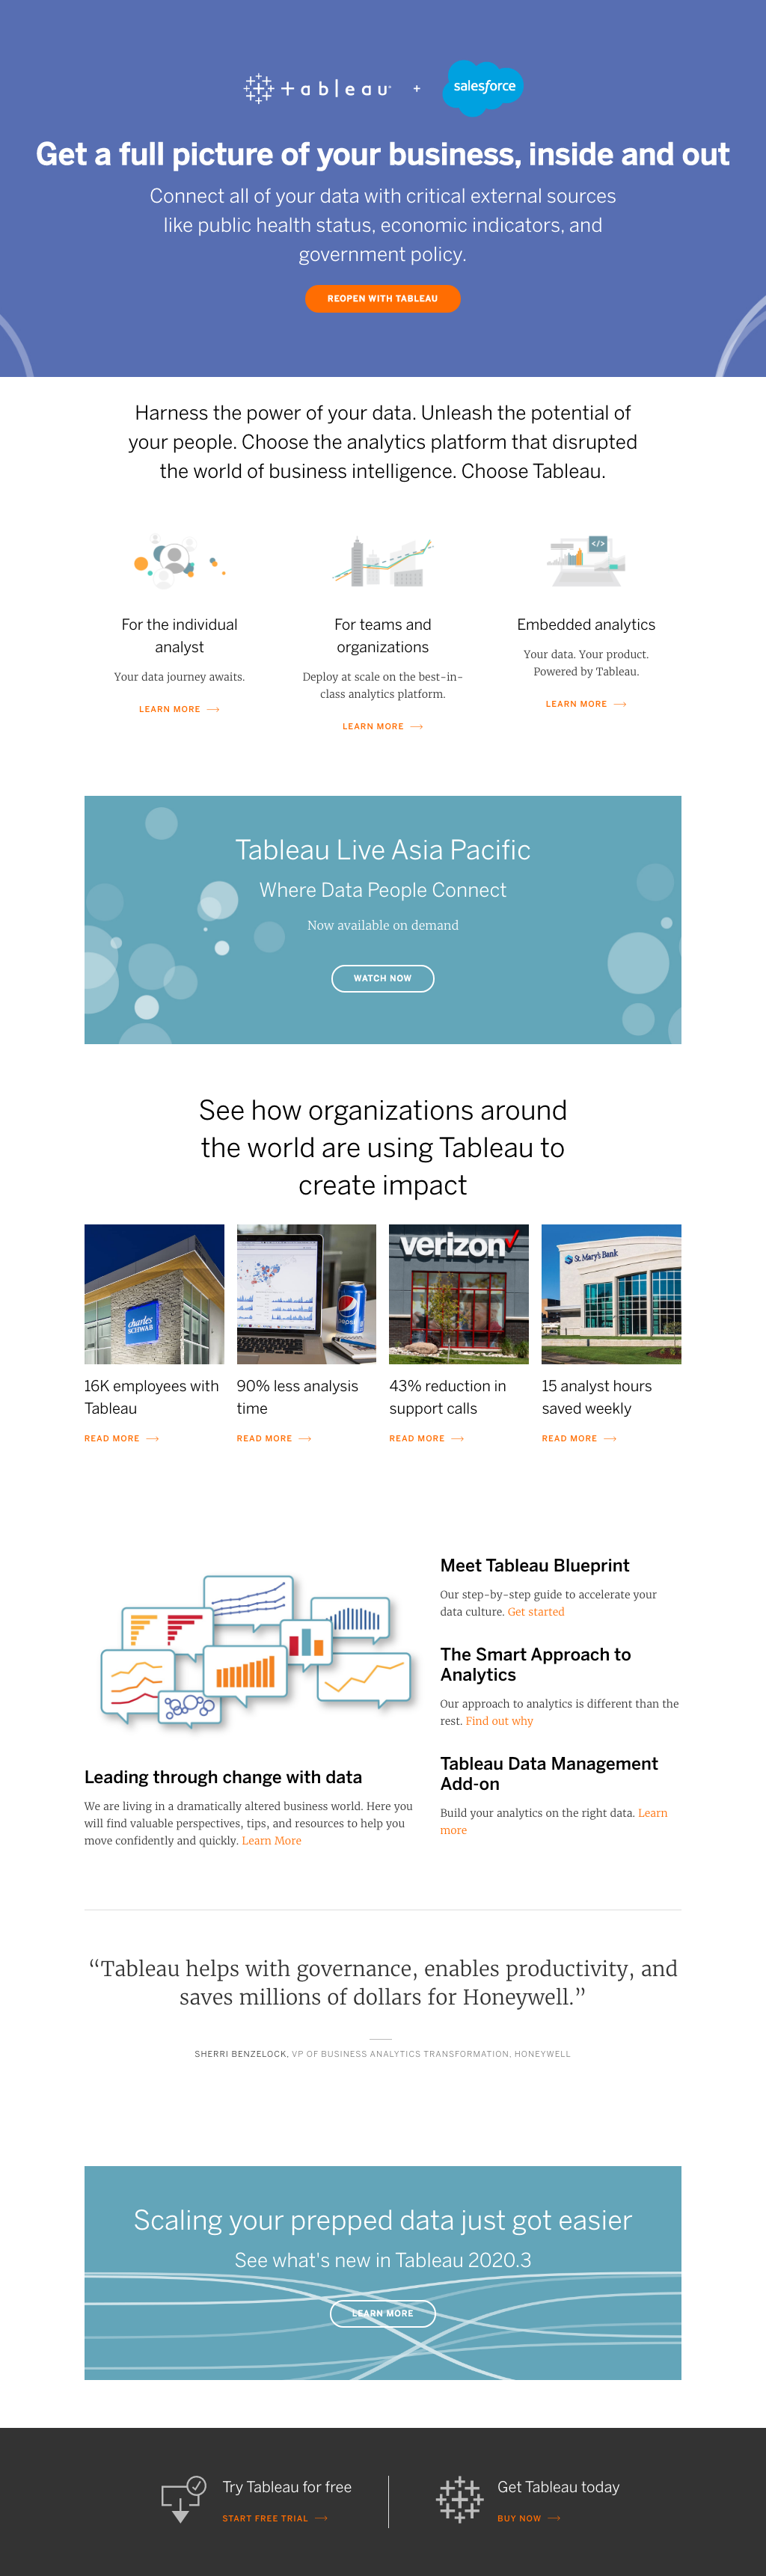 +ableau
+
salesforce
Get a full picture of your business, inside and out
Connect all of your data with critical external sources
like public health status, economic indicators, and
government policy.
REOPEN WITH TABLEAU
Harness the power of your data. Unleash the potential of
your people. Choose the analytics platform that disrupted
the world of business intelligence. Choose Tableau.
</>
For the individual
analyst
Your data journey awaits.
LEARN MORE
For teams and
organizations
Deploy at scale on the best-in-
class analytics platform.
LEARN MORE
Embedded analytics
Your data. Your product.
Powered by Tableau.
LEARN MORE
Tableau Live Asia Pacific
Where Data People Connect
Now available on demand
WATCH NOW
See how organizations around
the world are using Tableau to
create impact
charles
SCHWAB
pepsi
verizon
St. Mary's Bank
16K employees with
Tableau
READ MORE
90% less analysis
time
READ MORE
43% reduction in
support calls
READ MORE
15 analyst hours
saved weekly
READ MORE
Leading through change with data
We are living in a dramatically altered business world. Here you
will find valuable perspectives, tips, and resources to help you
move confidently and quickly. Learn More
Meet Tableau Blueprint
Our step-by-step guide to accelerate your
data culture. Get started
The Smart Approach to
Analytics
Our approach to analytics is different than the
rest. Find out why
Tableau Data Management
Add-on
Build your analytics on the right data. Learn
more
“Tableau helps with governance, enables productivity, and
saves millions of dollars for Honeywell.”
SHERRI BENZELOCK, VP OF BUSINESS ANALYTICS TRANSFORMATION, HONEYWELL
Scaling your prepped data just got easier
See what's new in Tableau 2020.3
LEARN MORE
Try Tableau for free
START FREE TRIAL
Get Tableau today
BUY NOW